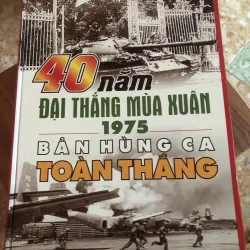 40 năm
ĐẠI THẮNG MÙA XUÂN
1975
BẢN HÙNG CA
TOÀN THẮNG